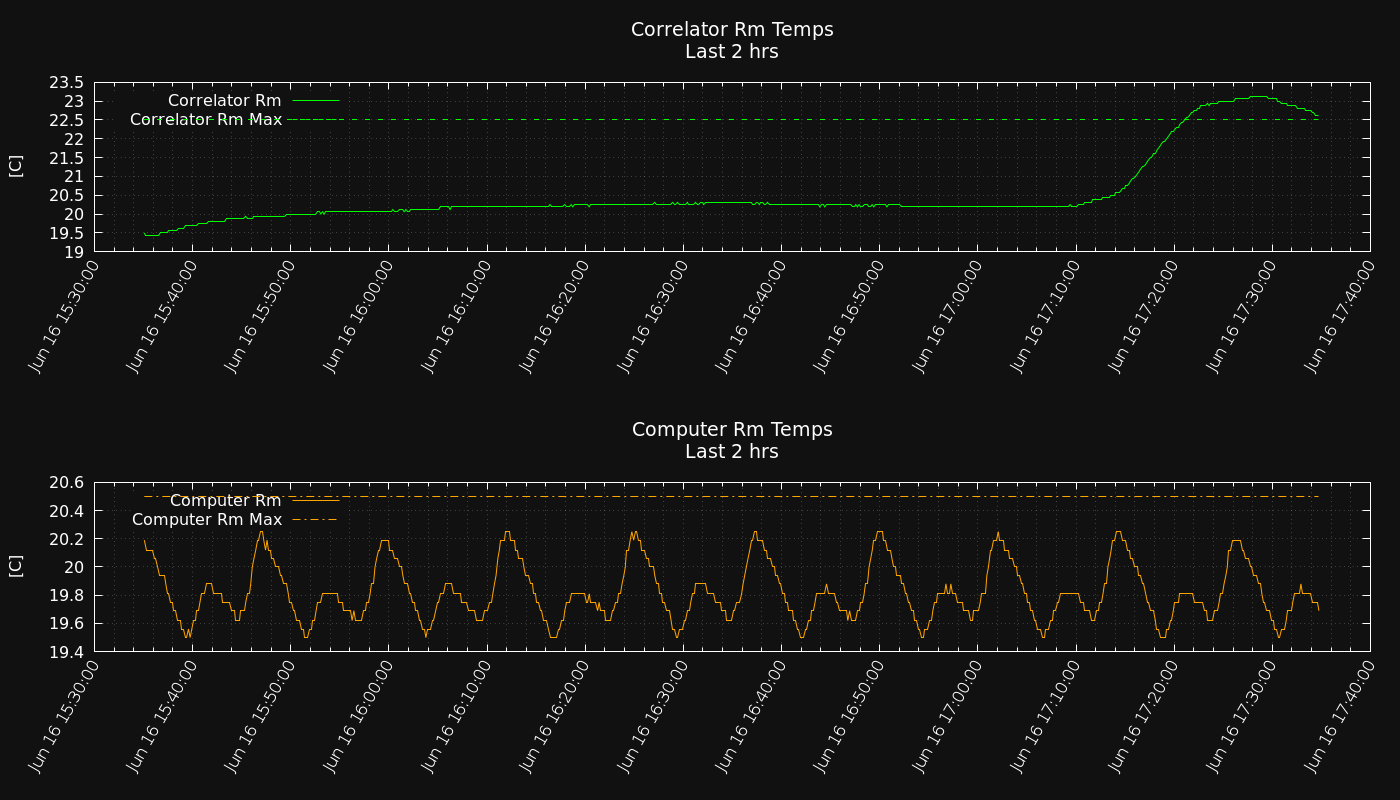 Correlator Rm Temps
Last 2 hrs
[C]
23.5
23
22.5
22
21.5
21
20.5
20
19.5
19
Correlator Rm
Correlator Rm Max
Jun 16 15:30:00
Jun 16 15:40:00
Jun 16 15:50:00
Jun 16 16:00:00
Jun 16 16:10:00
Jun 16 16:20:00
Jun 16 16:30:00
Jun 16 16:40:00
Jun 16 16:50:00
Jun 16 17:00:00
Jun 16 17:10:00
Jun 16 17:20:00
Jun 16 17:30:00
Jun 16 17:40:00
Computer Rm Temps
Last 2 hrs
[C]
20.6
20.4
20.2
20
19.8
19.6
19.4
Computer Rm
Computer Rm Max
Jun 16 15:30:00
Jun 16 15:40:00
Jun 16 15:50:00
Jun 16 16:00:00
Jun 16 16:10:00
Jun 16 16:20:00
Jun 16 16:30:00
Jun 16 16:40:00
Jun 16 16:50:00
Jun 16 17:00:00
Jun 16 17:10:00
Jun 16 17:20:00
Jun 16 17:30:00
Jun 16 17:40:00